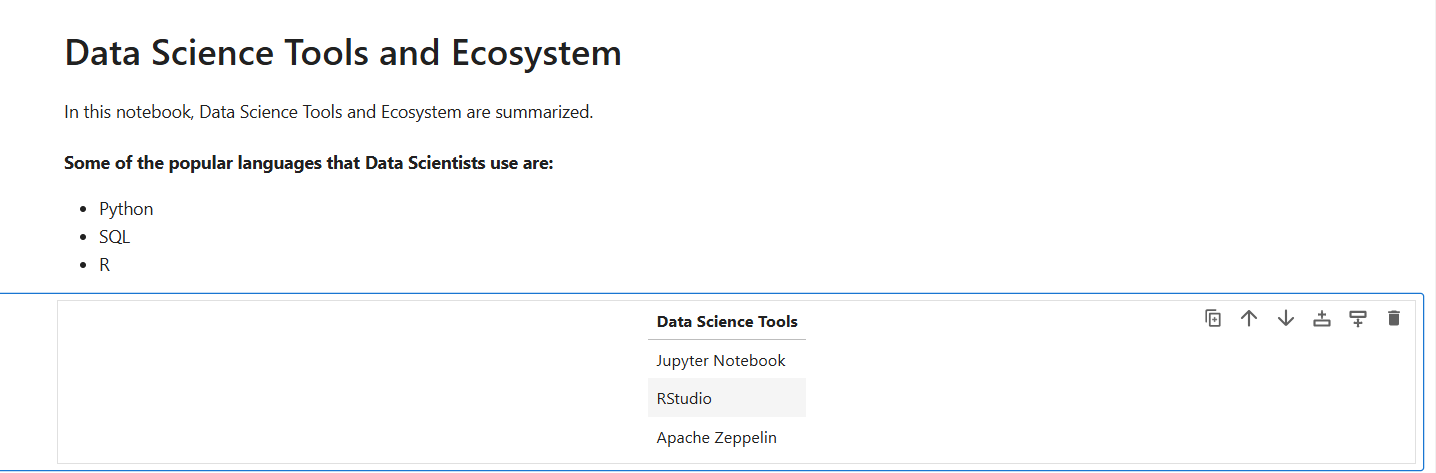 Data Science Tools and Ecosystem
In this notebook, Data Science Tools and Ecosystem are summarized.
Some of the popular languages that Data Scientists use are:
Python
SQL
R
Data Science Tools
Jupyter Notebook
RStudio
Apache Zeppelin